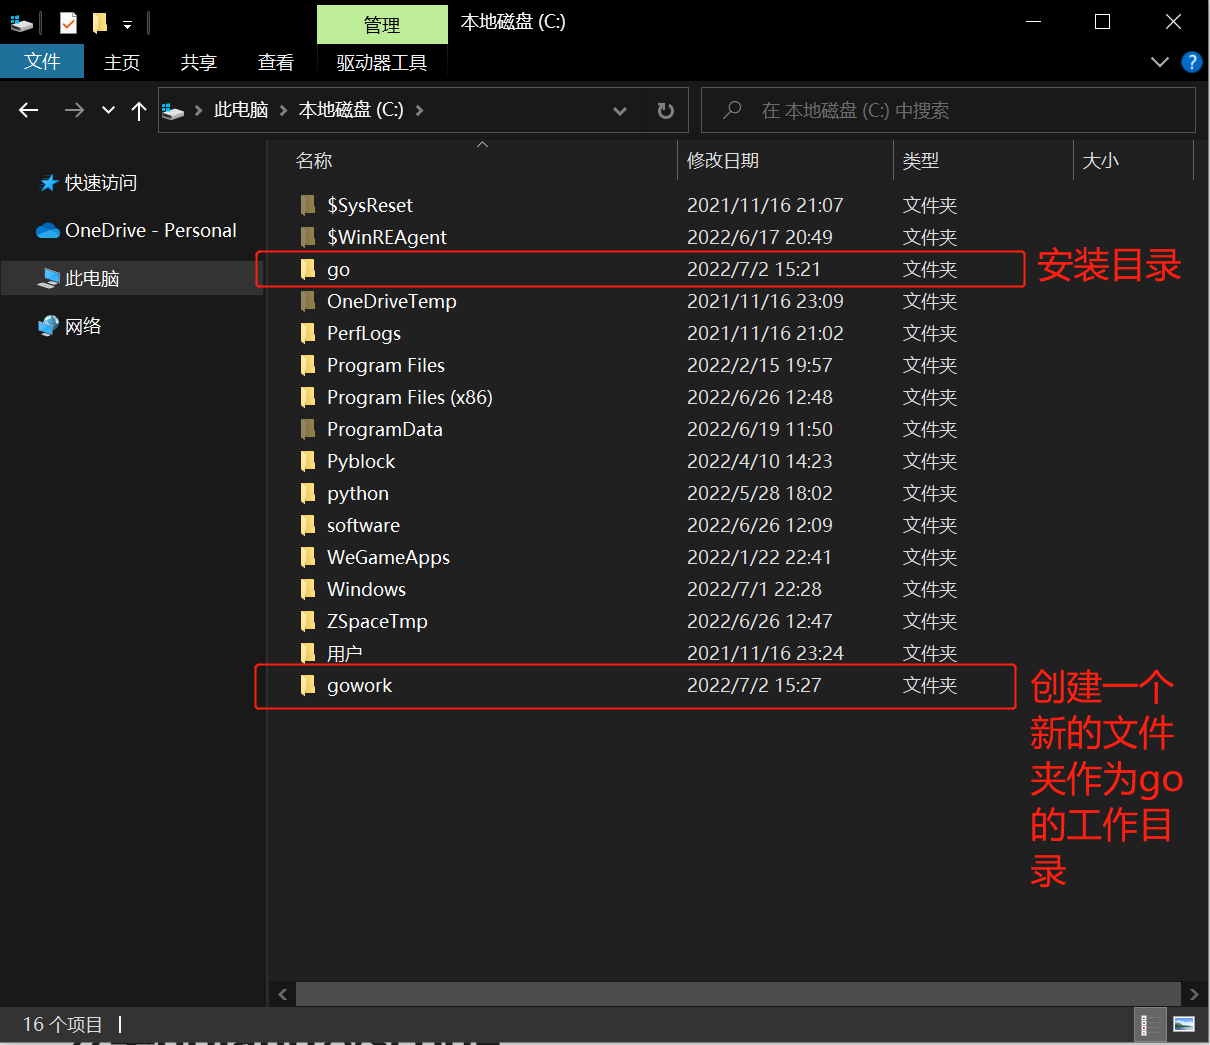 管理
本地磁盘 (C:)
文件
主页
共享
查看
驱动器工具
此电脑
本地磁盘 (C:)
在 本地磁盘 (C:) 中搜索
名称
修改日期
类型
大小
快速访问
OneDrive - Personal
此电脑
网络
$SysReset 2021/11/16 21:07 文件夹
$WinREAgent 2022/6/17 20:49 文件夹
go 2022/7/2 15:21 文件夹
安装目录
OneDriveTemp 2021/11/16 23:09 文件夹
PerfLogs 2021/11/16 21:02 文件夹
Program Files 2022/2/15 19:57 文件夹
Program Files (x86) 2022/6/26 12:48 文件夹
ProgramData 2022/6/19 11:50 文件夹
Pyblock 2022/4/10 14:23 文件夹
python 2022/5/28 18:02 文件夹
software 2022/6/26 12:09 文件夹
WeGameApps 2022/1/22 22:41 文件夹
Windows 2022/7/1 22:28 文件夹
ZSpaceTmp 2022/6/26 12:47 文件夹
用户 2021/11/16 23:24 文件夹
gowork 2022/7/2 15:27 文件夹
创建一个
新的文件
夹作为go
的工作目
录
16 个项目